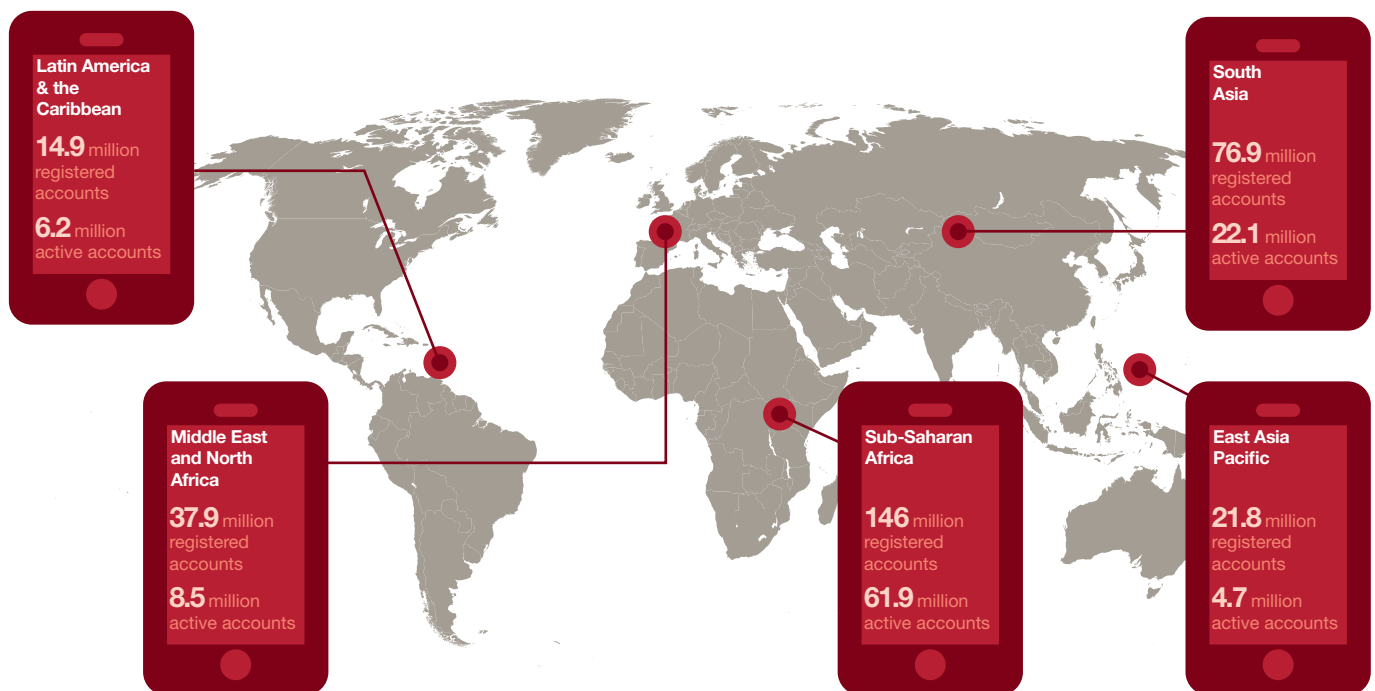 Latin America
& the
Caribbean
14.9 million
registered
accounts
6.2 million
active accounts
South
Asia
76.9 million
registered
accounts
22.1 million
active accounts
Middle East
and North
Africa
37.9 million
registered
accounts
8.5 million
active accounts
Sub-Saharan
Africa
146 million
registered
accounts
61.9 million
active accounts
East Asia
Pacific
21.8 million
registered
accounts
4.7 million
active accounts